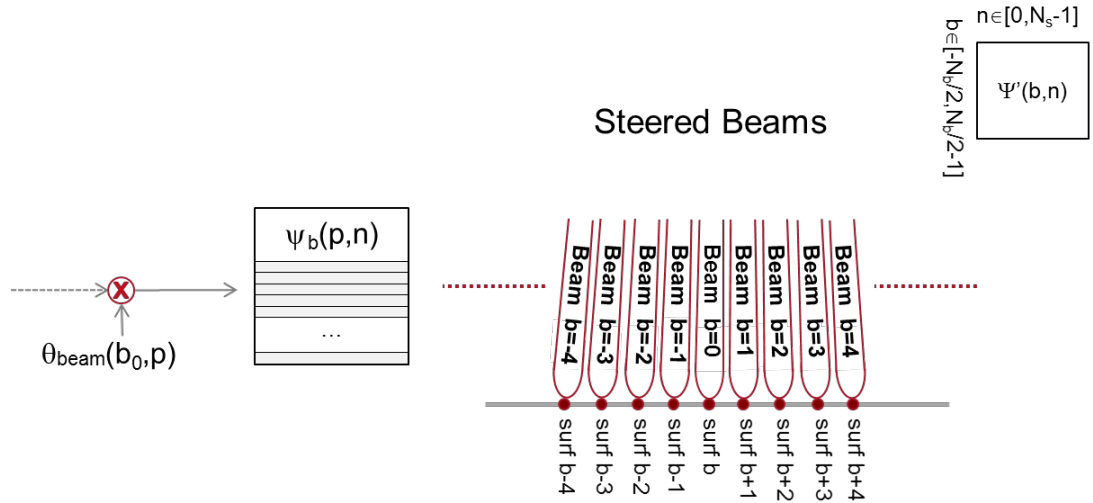 n∈[0,Ns-1]
b∈[-Nb/2,Nb/2-1]
Ψ'(b,n)
Steered Beams
ψb(p,n)
...
X
θbeam(b0,p)
Beam b=-4
Beam b=-3
Beam b=-2
Beam b=-1
Beam b=0
Beam b=1
Beam b=2
Beam b=3
Beam b=4
surf b-4
surf b-3
surf b-2
surf b-1
surf b
surf b+1
surf b+2
surf b+3
surf b+4